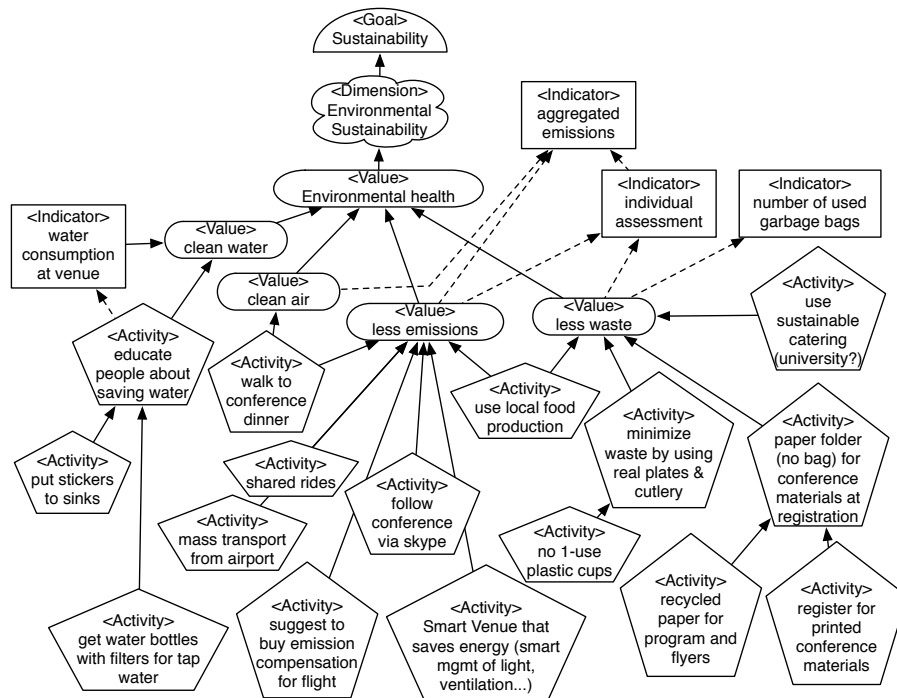 <Goal>
Sustainability
<Dimension>
Environmental
Sustainability
<Indicator>
aggregated
emissions
<Value>
Environmental health
<Indicator>
individual
assessment
<Indicator>
number of used
garbage bags
<Indicator>
water
consumption
at venue
<Value>
clean water
<Value>
clean air
<Value>
less emissions
<Value>
less waste
<Activity>
use
sustainable
catering
(university?)
<Activity>
educate
people about
saving water
<Activity>
walk to
conference
dinner
<Activity>
use local food
production
<Activity>
minimize
waste by using
real plates &
cutlery
<Activity>
paper folder
(no bag) for
conference
materials at
registration
<Activity>
put stickers
to sinks
<Activity>
shared rides
<Activity>
mass transport
from airport
<Activity>
follow
conference
via skype
<Activity>
no 1-use
plastic cups
<Activity>
get water bottles
with filters for tap
water
<Activity>
suggest to
buy emission
compensation
for flight
<Activity>
Smart Venue that
saves energy (smart
mgmt of light,
ventilation...)
<Activity>
recycled
paper for
program and
flyers
<Activity>
register for
printed
conference
materials